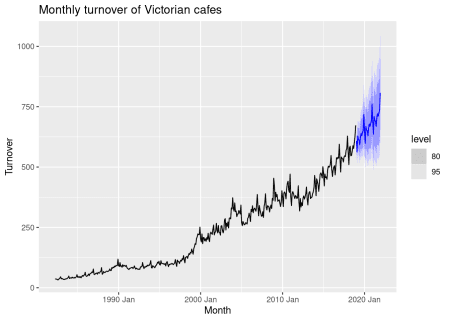 Monthly turnover of Victorian cafes
1000
750
500
250
0
Turnover
1990 Jan
2000 Jan
2010 Jan
2020 Jan
Month
level
80
95